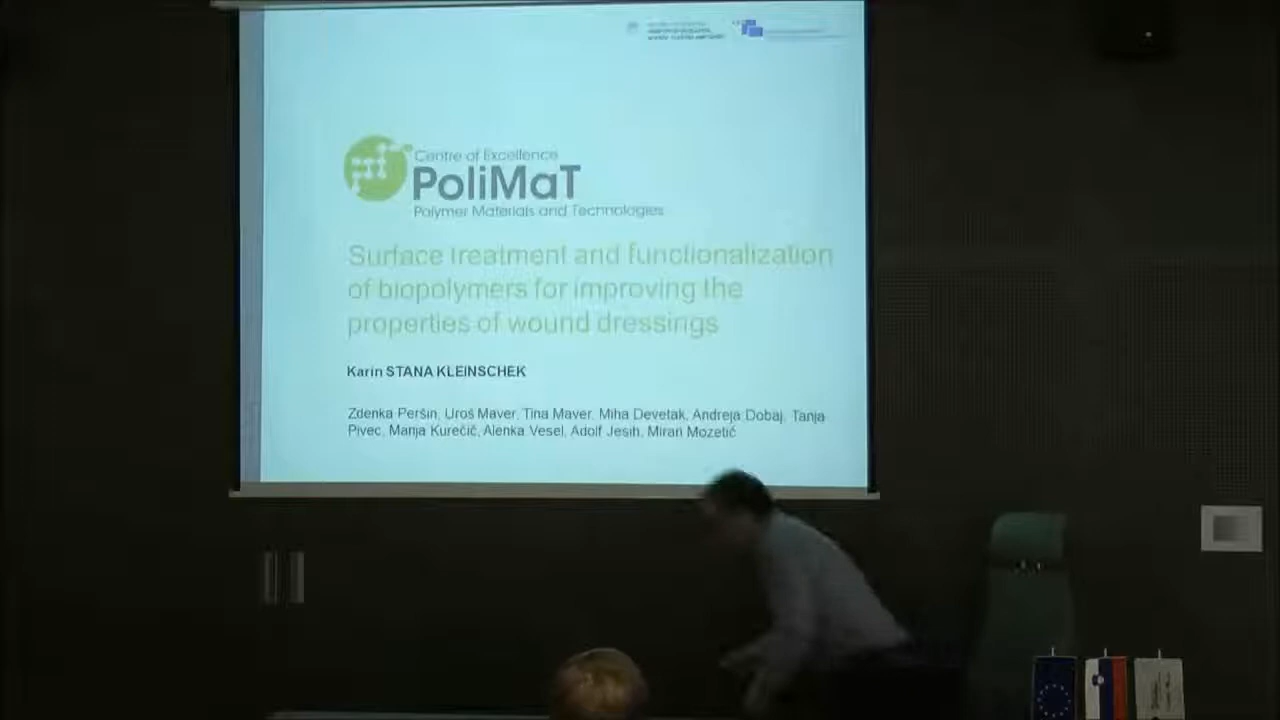 Centre of Excellence
PoliMaT
Polymer Materials and Technologies
Surface treatment and functionalization
of biopolymers for improving the
properties of wound dressings
Karin STANA KLEINSCHEK
Zdenka Peršin, Uroš Maver, Tina Maver, Miha Devetak, Andreja Dobaj, Tanja
Pivec, Manja Kurečič, Alenka Vesel, Adolf Jesih, Miran Mozetič